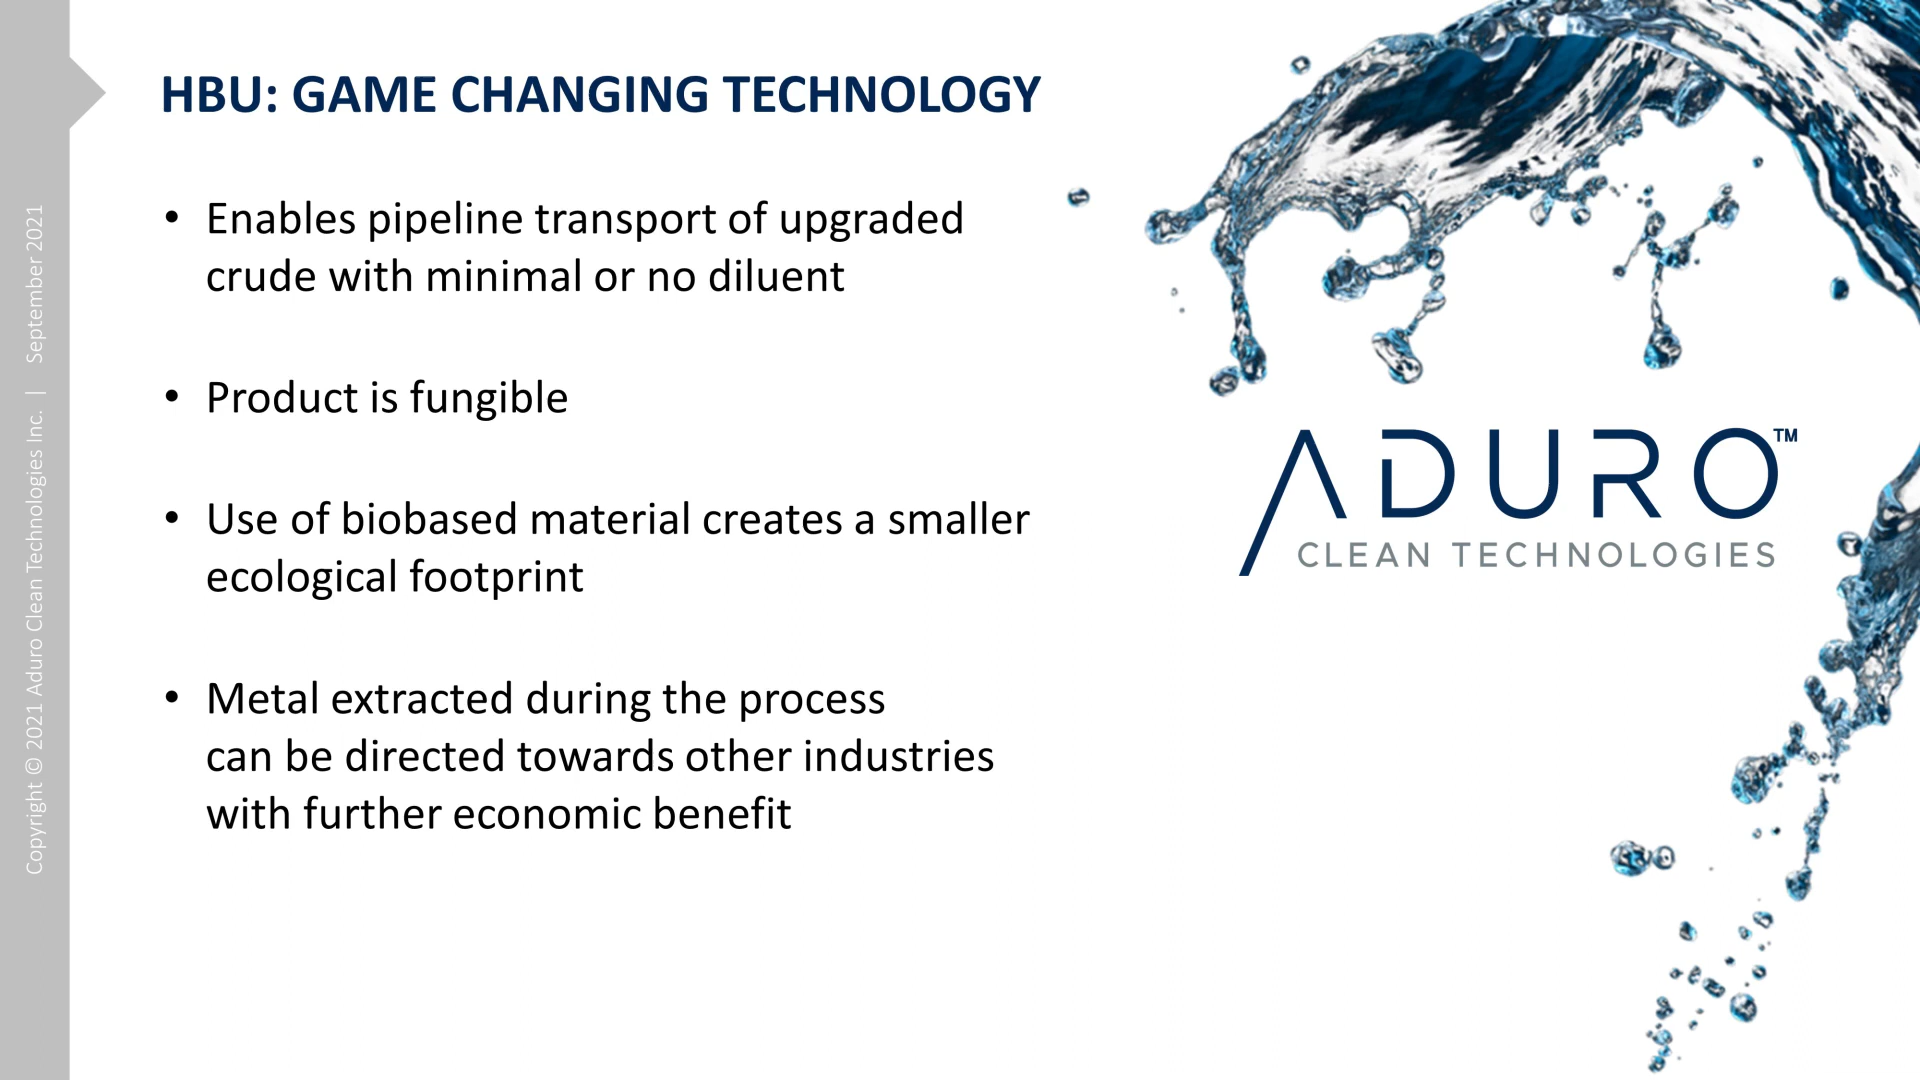 HBU: GAME CHANGING TECHNOLOGY
• Enables pipeline transport of upgraded
crude with minimal or no diluent
• Product is fungible
• Use of biobased material creates a smaller
ecological footprint
• Metal extracted during the process
can be directed towards other industries
with further economic benefit
ADURO™
CLEAN TECHNOLOGIES
Copyright © 2021 Aduro Clean Technologies Inc. | September 2021